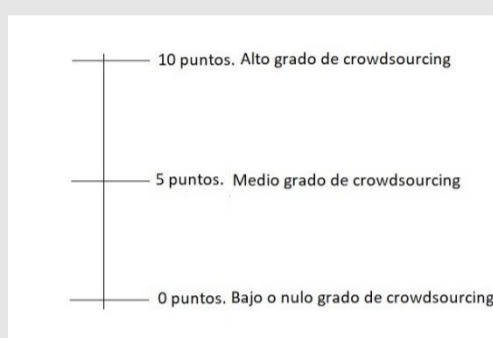 10 puntos. Alto grado de crowdsourcing
5 puntos. Medio grado de crowdsourcing
0 puntos. Bajo o nulo grado de crowdsourcing